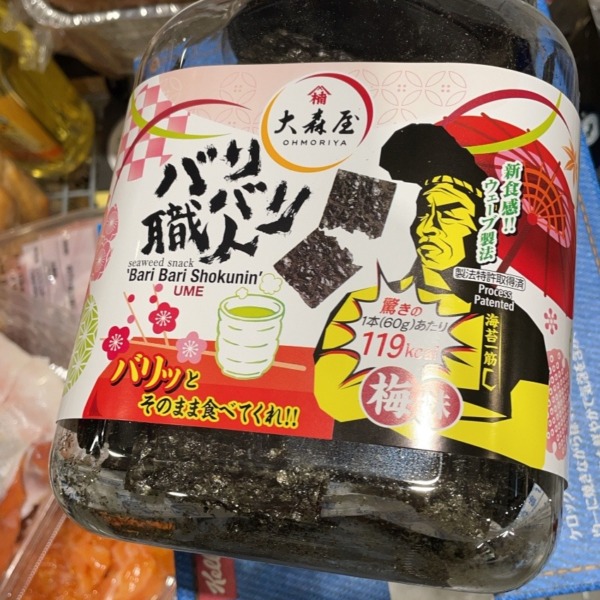 大森屋
OHMORIYA
バリバリ
職人
seaweed snack
'Bari Bari Shokunin'
UME
新食感!!
ウェーブ製法
製法特許取得済
Process
Patented
海苔一筋
驚きの
1本(60g)あたり
119kcal
梅味
バリッと
そのまま食べてくれ!!